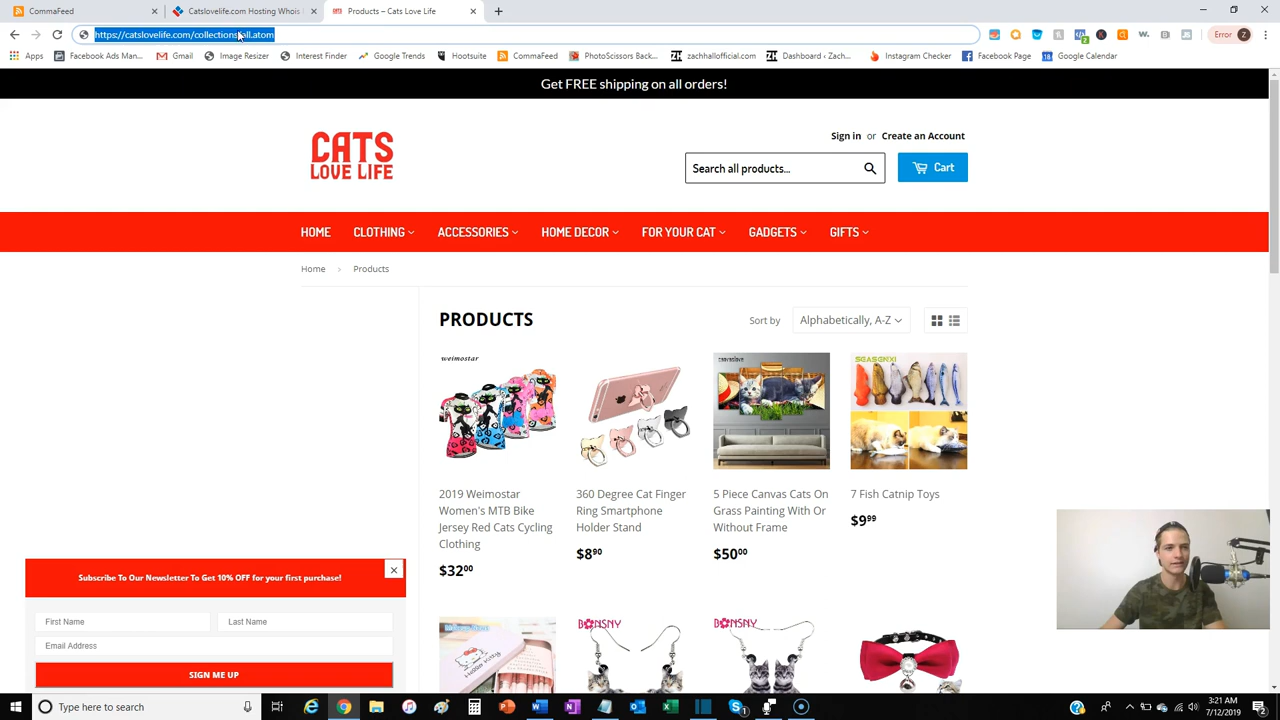 CommaFeed
Catslovelife.com Hosting Whois
Products – Cats Love Life
https://catslovelife.com/collections/all.atom
Error
Z
Apps
Facebook Ads Man...
Gmail
Image Resizer
Interest Finder
Google Trends
Hootsuite
CommaFeed
PhotoScissors Back...
zachhallofficial.com
Dashboard ‹ Zach...
Instagram Checker
Facebook Page
Google Calendar
Get FREE shipping on all orders!
CATS
LOVE LIFE
Sign in or Create an Account
Search all products...
Cart
HOME
CLOTHING
ACCESSORIES
HOME DECOR
FOR YOUR CAT
GADGETS
GIFTS
Home › Products
PRODUCTS
Sort by
Alphabetically, A-Z
weimostar
canvaslove
SEASENXI
2019 Weimostar
Women's MTB Bike
Jersey Red Cats Cycling
Clothing
$32.00
360 Degree Cat Finger
Ring Smartphone
Holder Stand
$8.90
5 Piece Canvas Cats On
Grass Painting With Or
Without Frame
$50.00
7 Fish Catnip Toys
$9.99
BONSNY
BONSNY
Subscribe To Our Newsletter To Get 10% OFF for your first purchase!
First Name
Last Name
Email Address
SIGN ME UP
Type here to search
3:21 AM
7/12/2019